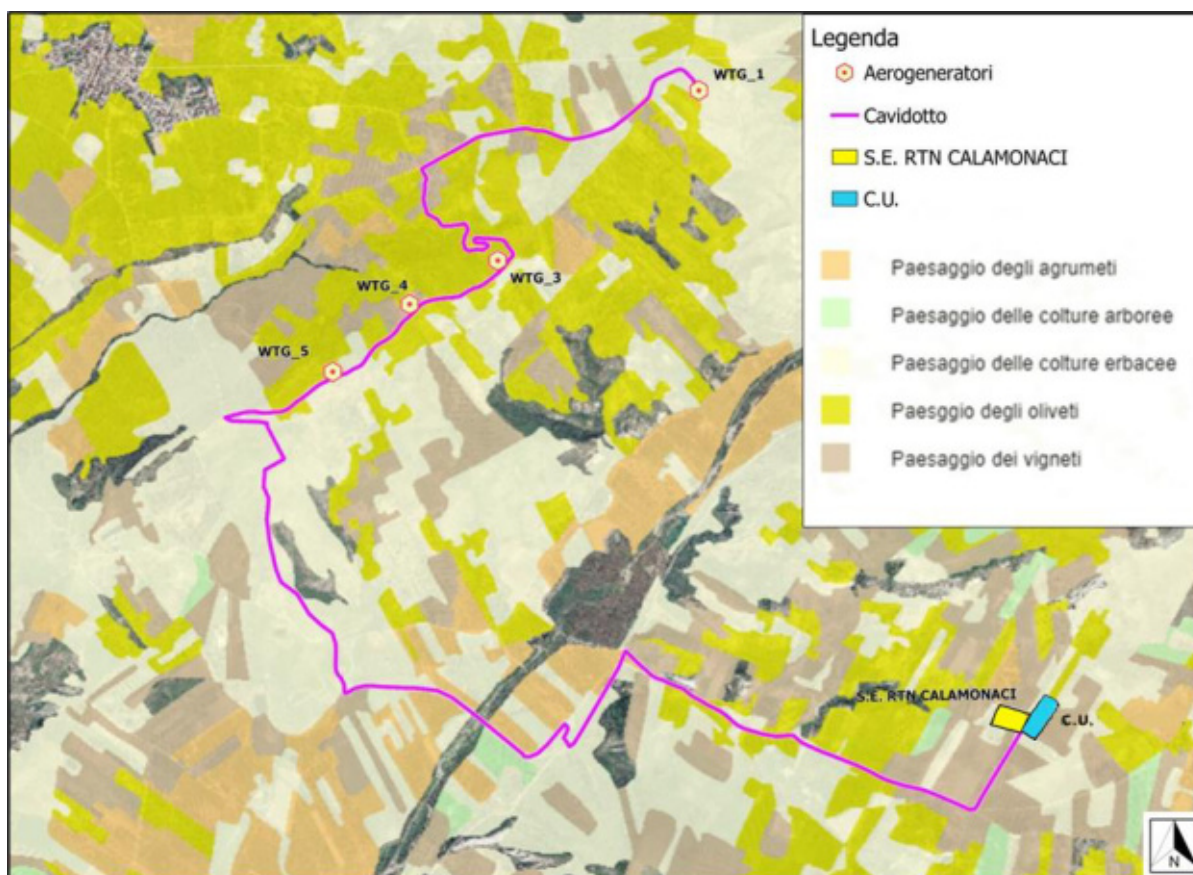 Legenda
Aerogeneratori
Cavidotto
S.E. RTN CALAMONACI
C.U.
Paesaggio degli agrumeti
Paesaggio delle colture arboree
Paesaggio delle colture erbacee
Paesggio degli oliveti
Paesaggio dei vigneti
WTG_1
WTG_3
WTG_4
WTG_5
S.E. RTN CALAMONACI
C.U.
N